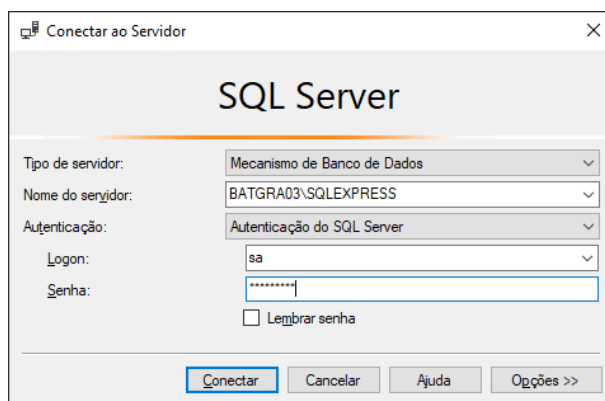 Conectar ao Servidor
SQL Server
Tipo de servidor: Mecanismo de Banco de Dados
Nome do servidor: BATGRA03\SQLEXPRESS
Autenticação: Autenticação do SQL Server
Logon: sa
Senha: *********
Lembrar senha
Conectar Cancelar Ajuda Opções >>